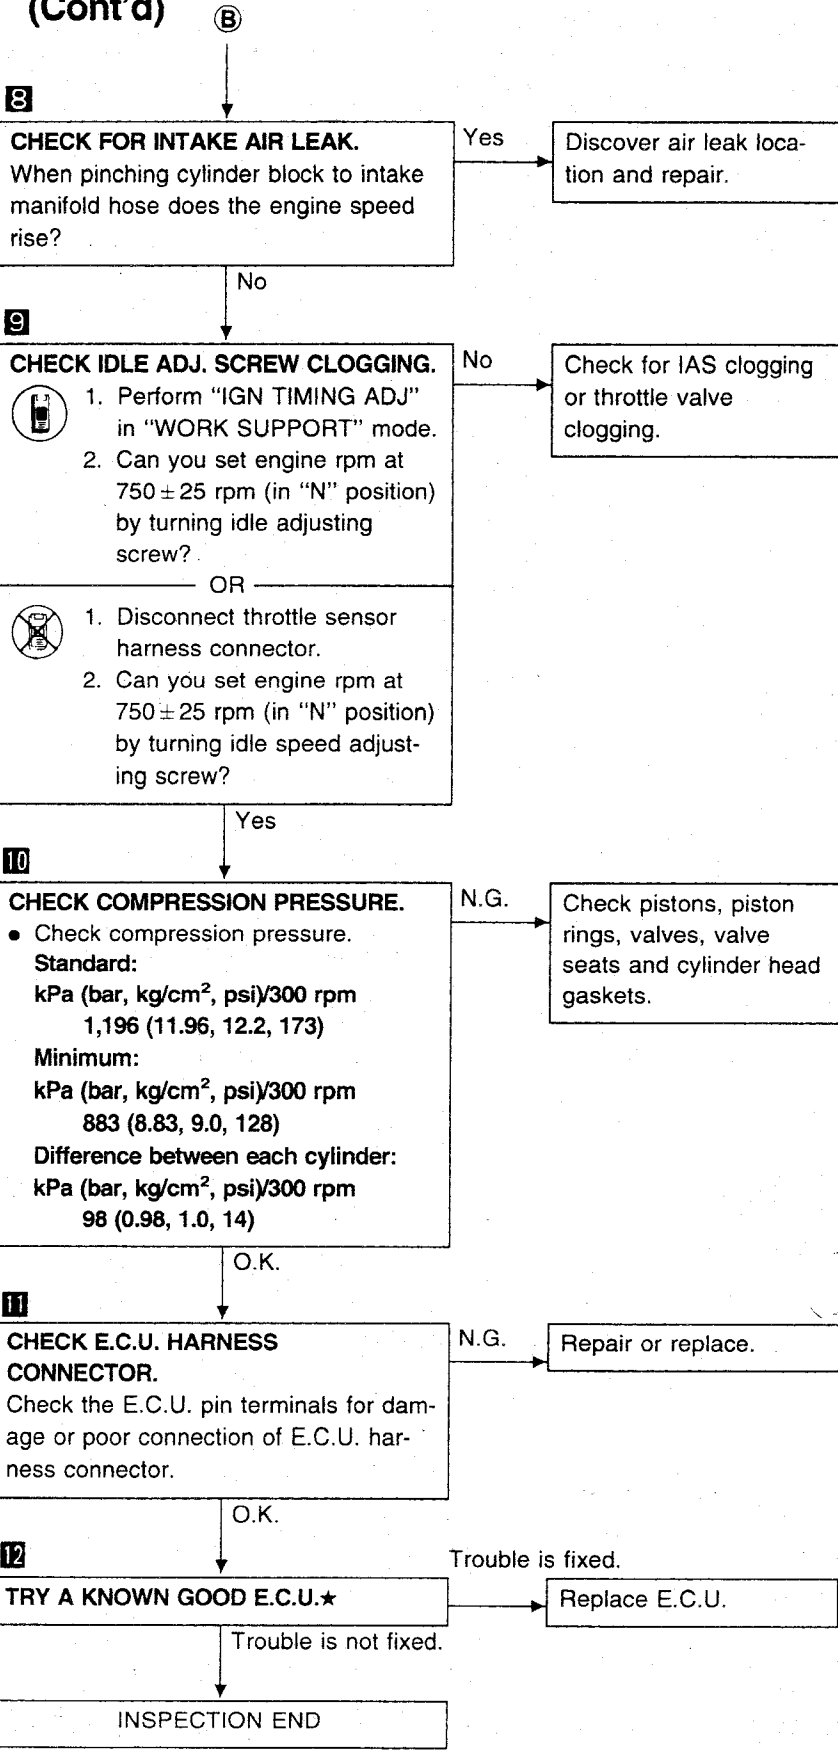 (Cont'd)
B
8
CHECK FOR INTAKE AIR LEAK.
When pinching cylinder block to intake
manifold hose does the engine speed
rise?
Yes
Discover air leak loca-
tion and repair.
No
9
CHECK IDLE ADJ. SCREW CLOGGING.
1. Perform "IGN TIMING ADJ"
in "WORK SUPPORT" mode.
2. Can you set engine rpm at
750 ± 25 rpm (in "N" position)
by turning idle adjusting
screw?
OR
1. Disconnect throttle sensor
harness connector.
2. Can you set engine rpm at
750 ± 25 rpm (in "N" position)
by turning idle speed adjust-
ing screw?
No
Check for IAS clogging
or throttle valve
clogging.
Yes
10
CHECK COMPRESSION PRESSURE.
● Check compression pressure.
Standard:
kPa (bar, kg/cm², psi)/300 rpm
1,196 (11.96, 12.2, 173)
Minimum:
kPa (bar, kg/cm², psi)/300 rpm
883 (8.83, 9.0, 128)
Difference between each cylinder:
kPa (bar, kg/cm², psi)/300 rpm
98 (0.98, 1.0, 14)
N.G.
Check pistons, piston
rings, valves, valve
seats and cylinder head
gaskets.
O.K.
11
CHECK E.C.U. HARNESS
CONNECTOR.
Check the E.C.U. pin terminals for dam-
age or poor connection of E.C.U. har-
ness connector.
N.G.
Repair or replace.
O.K.
12
TRY A KNOWN GOOD E.C.U.★
Trouble is fixed.
Replace E.C.U.
Trouble is not fixed.
INSPECTION END